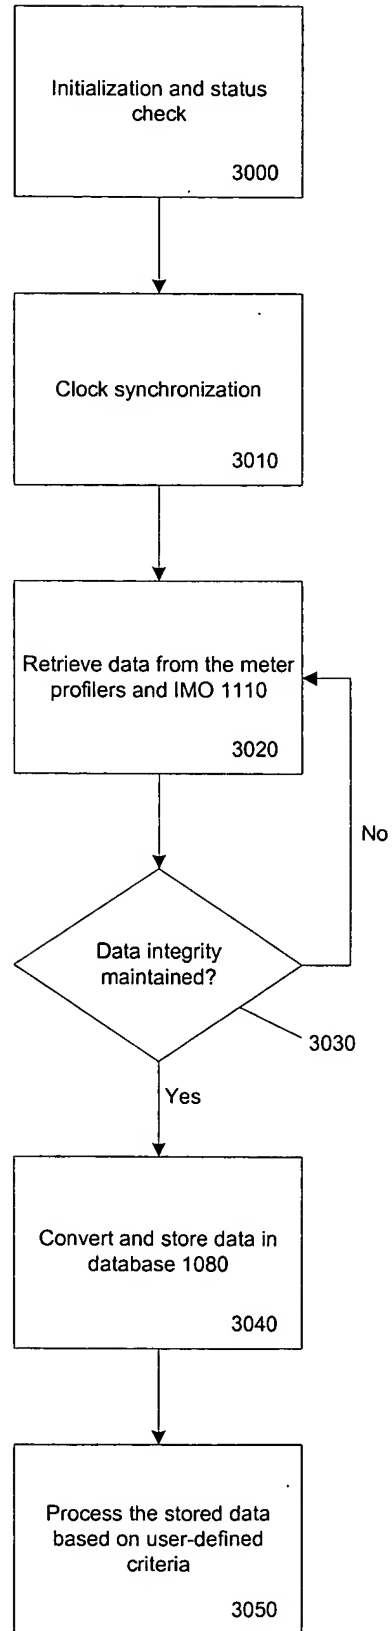 Initialization and status
check
3000
Clock synchronization
3010
Retrieve data from the meter
profilers and IMO 1110
3020
No
Data integrity
maintained?
3030
Yes
Convert and store data in
database 1080
3040
Process the stored data
based on user-defined
criteria
3050